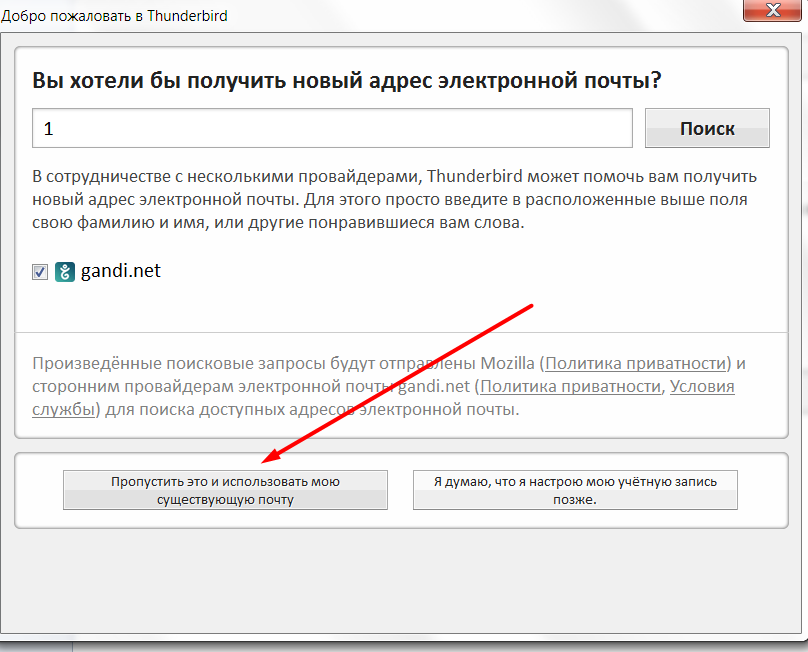 Добро пожаловать в Thunderbird
Вы хотели бы получить новый адрес электронной почты?
1
Поиск
В сотрудничестве с несколькими провайдерами, Thunderbird может помочь вам получить
новый адрес электронной почты. Для этого просто введите в расположенные выше поля
свою фамилию и имя, или другие понравившиеся вам слова.
gandi.net
Произведённые поисковые запросы будут отправлены Mozilla (Политика приватности) и
сторонним провайдерам электронной почты gandi.net (Политика приватности, Условия
службы) для поиска доступных адресов электронной почты.
Пропустить это и использовать мою
существующую почту
Я думаю, что я настрою мою учётную запись
позже.